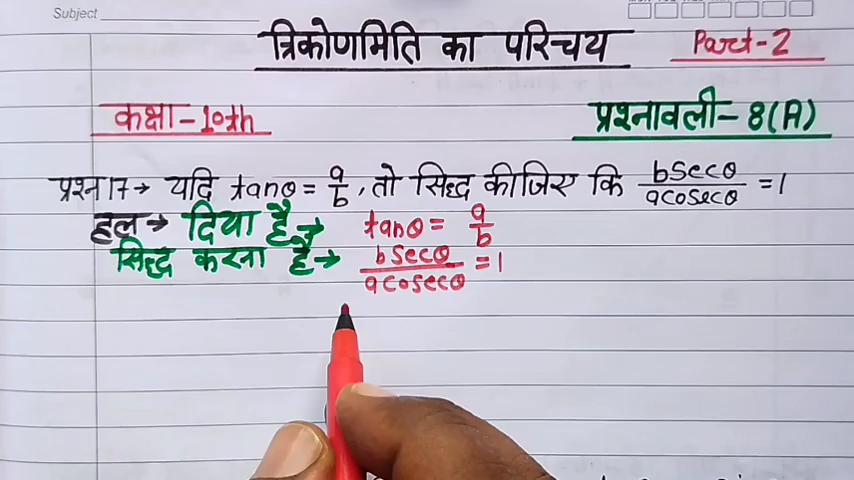 Subject
त्रिकोणमिति का परिचय Part-2
कक्षा-10th प्रश्नावली-8(A)
प्रश्न 17→ यदि tanθ = a/b, तो सिद्ध कीजिए कि bsecθ/acosecθ = 1
हल→ दिया है→ tanθ = a/b
सिद्ध करना है→ bsecθ/acosecθ = 1